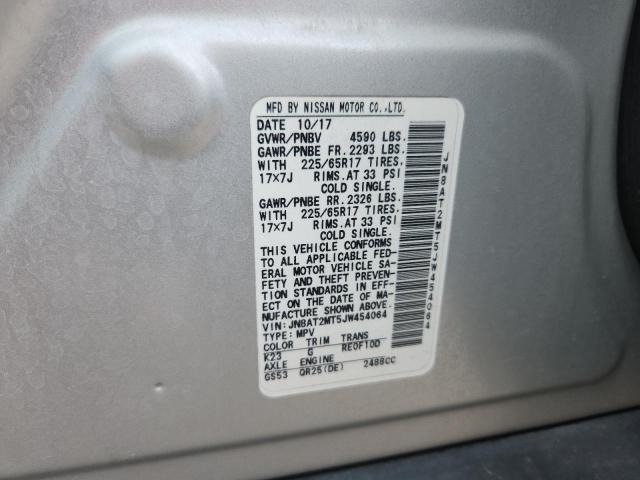 MFD BY NISSAN MOTOR CO.,LTD.
DATE 10/17
GVWR/PNBV 4590 LBS.
GAWR/PNBE FR. 2293 LBS.
WITH 225/65R17 TIRES.
17×7J RIMS.AT 33 PSI
COLD SINGLE.
GAWR/PNBE RR. 2326 LBS.
WITH 225/65R17 TIRES.
17×7J RIMS.AT 33 PSI
COLD SINGLE.
THIS VEHICLE CONFORMS
TO ALL APPLICABLE FED-
ERAL MOTOR VEHICLE SA-
FETY AND THEFT PREVEN-
TION STANDARDS IN EFF-
ECT ON THE DATE OF MA-
NUFACTURE SHOWN ABOVE.
VIN: JN8AT2MT5JW454064
TYPE: MPV
COLOR TRIM TRANS
K23 G RE0F10D
AXLE ENGINE
GS53 QR25(DE) 2488CC
JN8AT2MT5JW454064